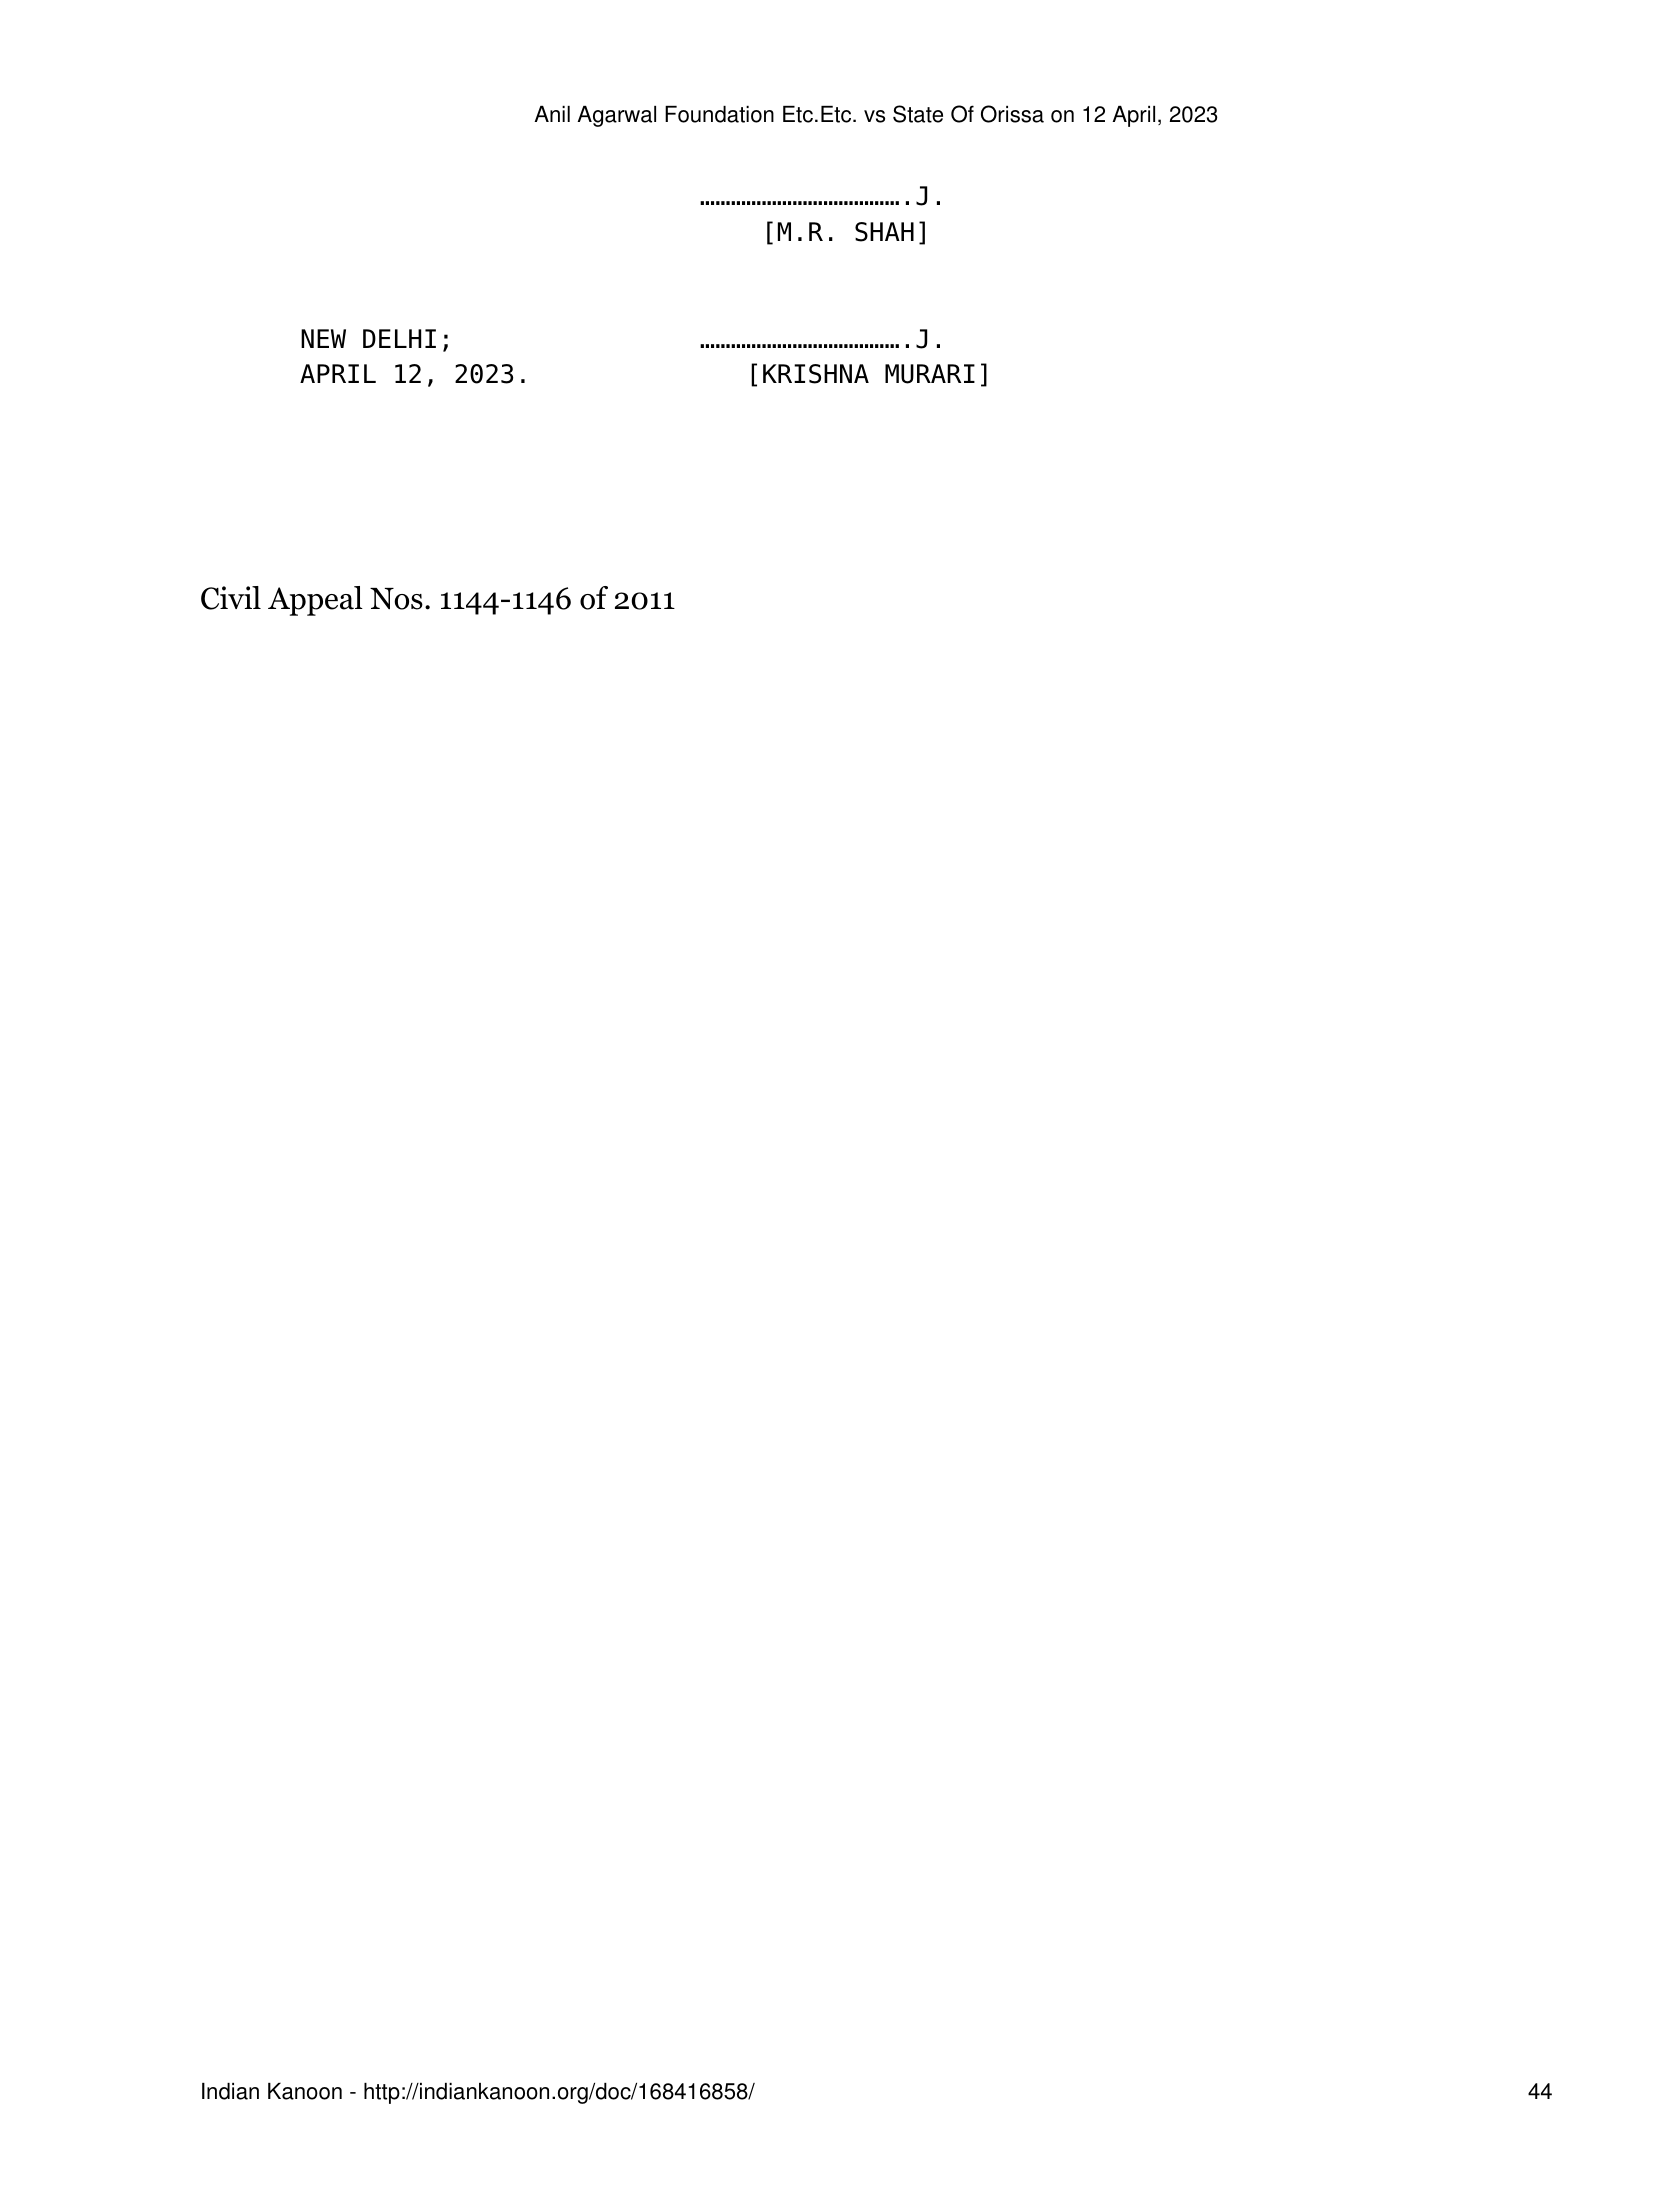 Anil Agarwal Foundation Etc.Etc. vs State Of Orissa on 12 April, 2023
………………………………….J.
[M.R. SHAH]
NEW DELHI; ………………………………….J.
APRIL 12, 2023. [KRISHNA MURARI]
Civil Appeal Nos. 1144-1146 of 2011
Indian Kanoon - http://indiankanoon.org/doc/168416858/ 44